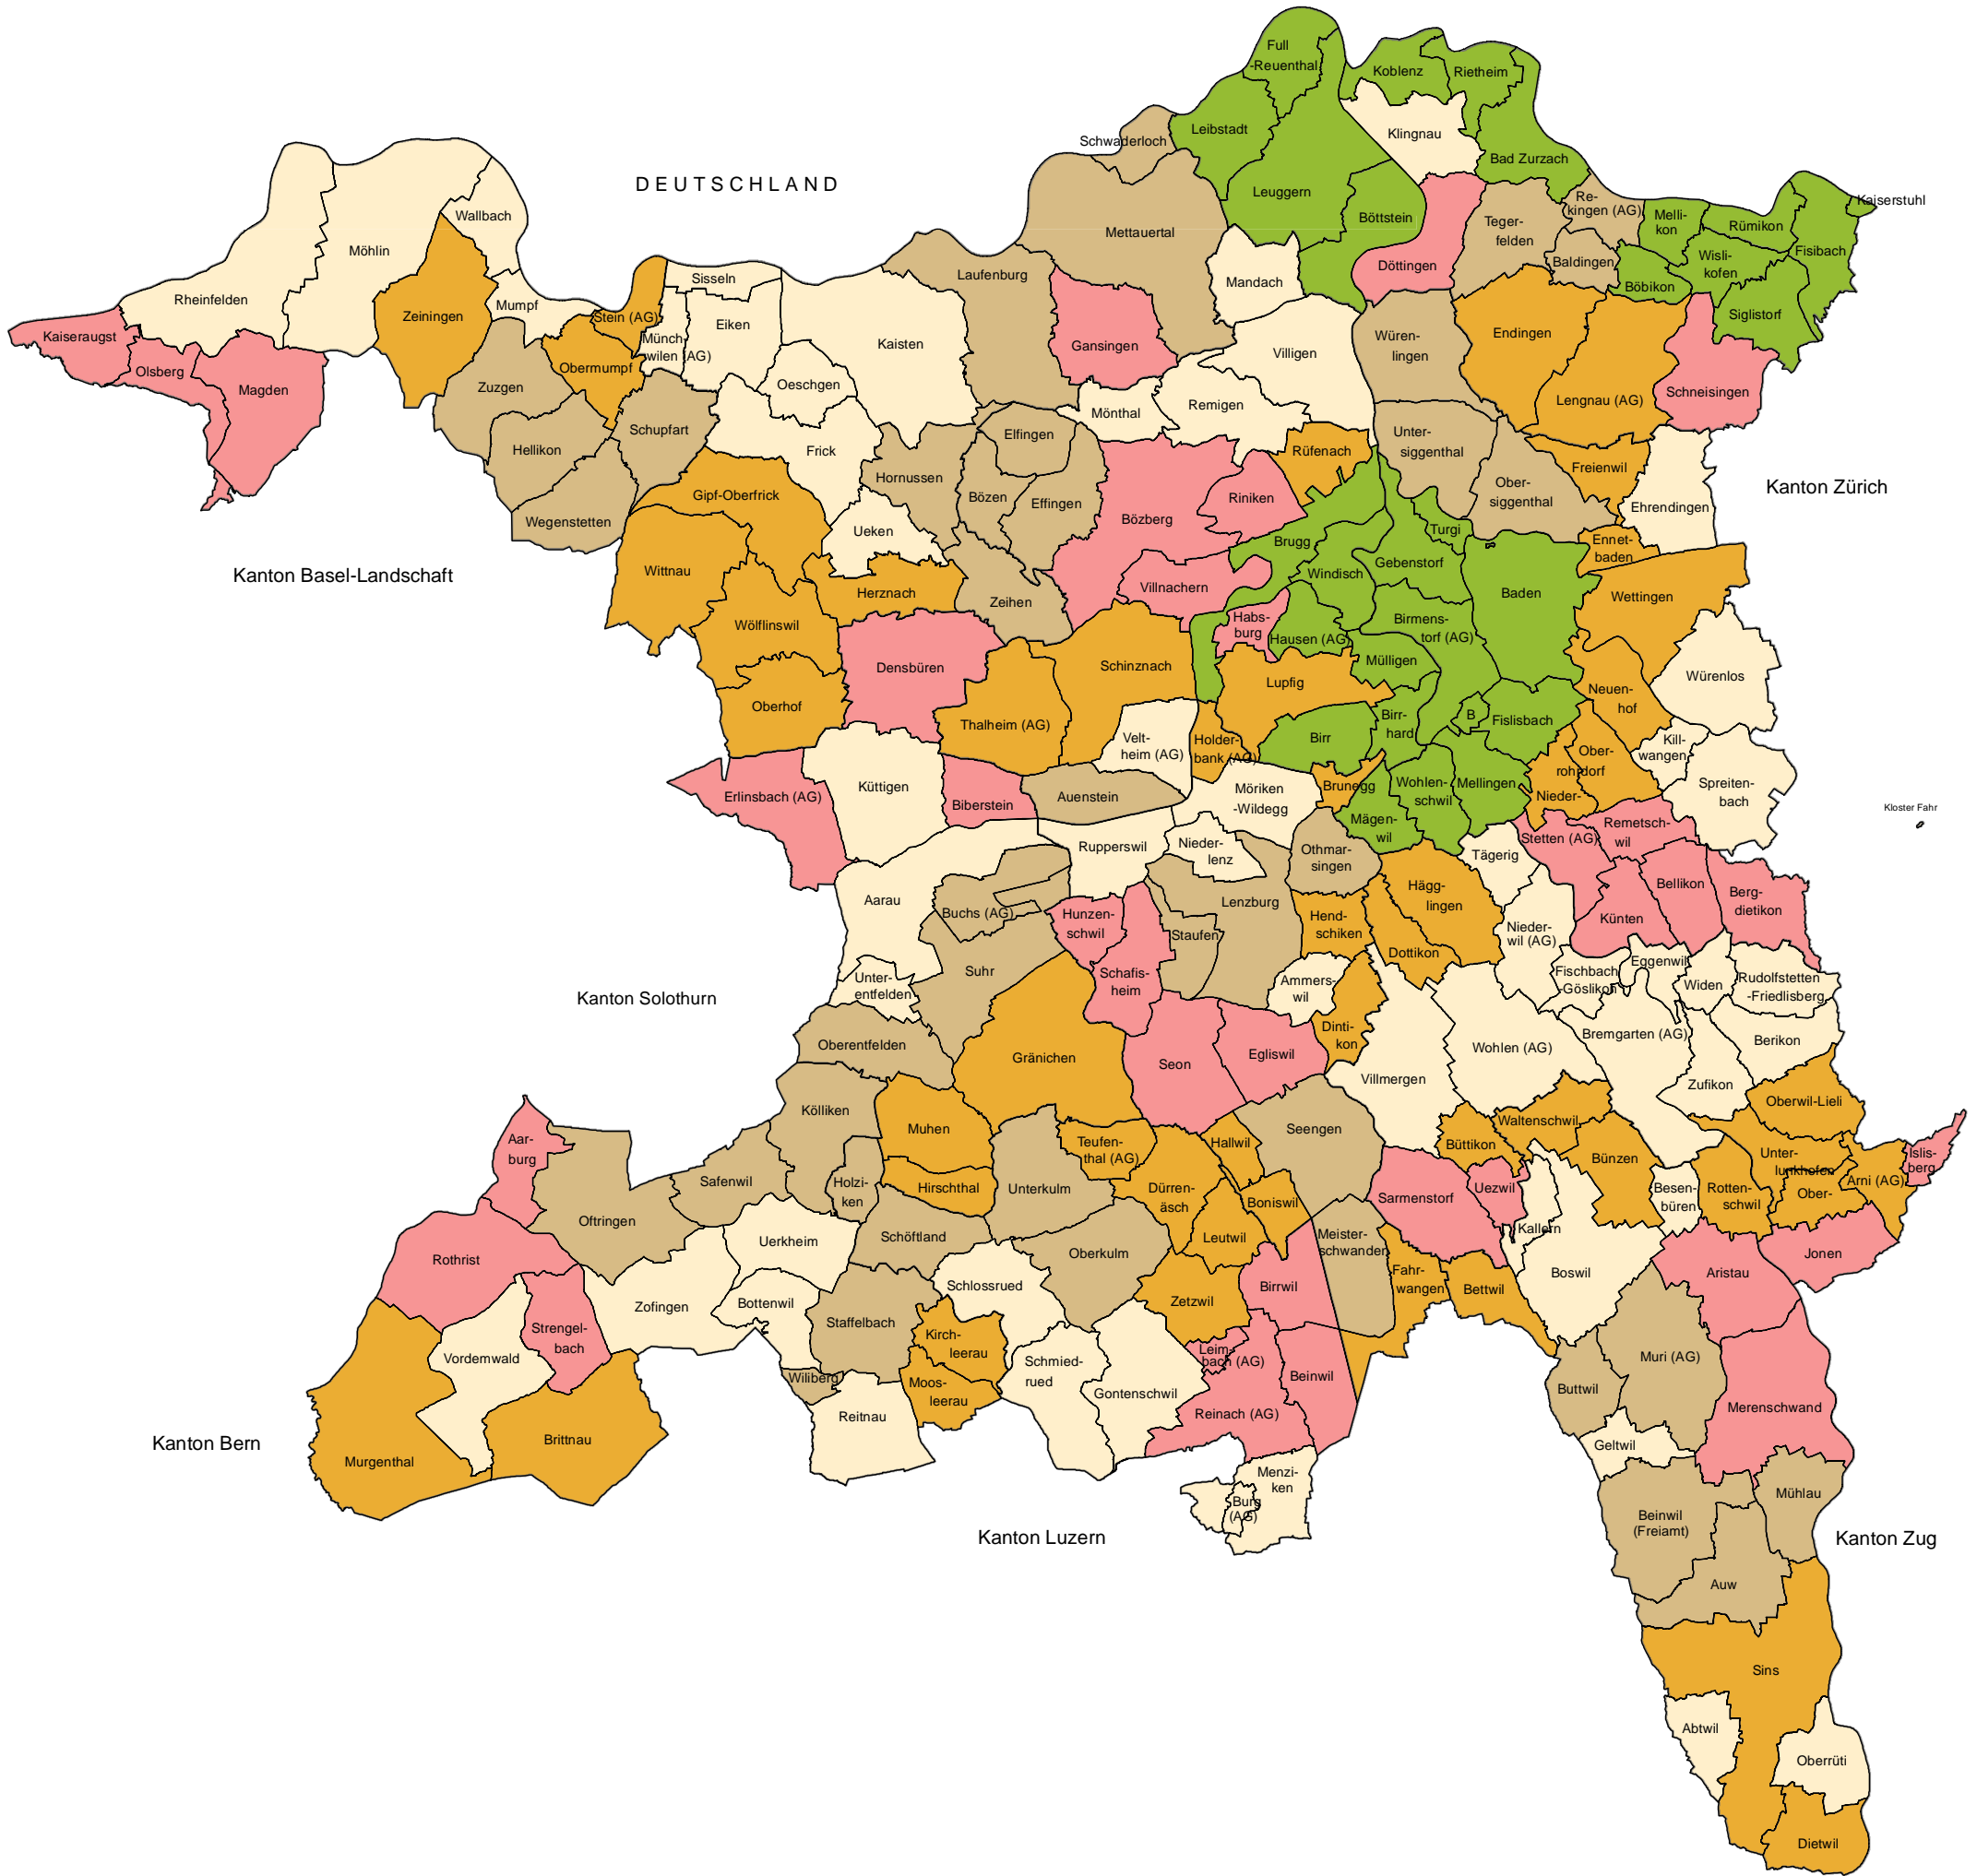 Full
-Reuenthal
Koblenz
Rietheim
Leibstadt
Klingnau
Schwaderloch
Bad Zurzach
DEUTSCHLAND
Leuggern
Kaiserstuhl
Wallbach
Böttstein
Re-
kingen (AG)
Melli-
kon
Rümikon
Teger-
felden
Mettauertal
Möhlin
Fisibach
Wisli-
kofen
Döttingen
Baldingen
Laufenburg
Sisseln
Mandach
Böbikon
Rheinfelden
Mumpf
Zeiningen
Stein (AG)
Eiken
Siglistorf
Kaiseraugst
Münch-
wilen (AG)
Kaisten
Gansingen
Villigen
Würen-
lingen
Endingen
Olsberg
Obermumpf
Oeschgen
Magden
Zuzgen
Schneisingen
Lengnau (AG)
Remigen
Mönthal
Schupfart
Elfingen
Unter-
siggenthal
Hellikon
Frick
Rüfenach
Freienwil
Hornussen
Ober-
siggenthal
Kanton Zürich
Gipf-Oberfrick
Bözen
Effingen
Riniken
Ehrendingen
Wegenstetten
Bözberg
Ueken
Turgi
Brugg
Ennet-
baden
Kanton Basel-Landschaft
Wittnau
Windisch
Gebenstorf
Villnachern
Herznach
Baden
Wettingen
Zeihen
Wölflinswil
Habs-
burg
Hausen (AG)
Birmens-
torf (AG)
Densbüren
Schinznach
Mülligen
Würenlos
Lupfig
Neuen-
hof
Oberhof
Thalheim (AG)
Birr-
hard
B
Fislisbach
Velt-
heim (AG)
Holder-
bank (AG)
Birr
Kill-
wangen
Ober-
rohrdorf
Nieder-
Erlinsbach (AG)
Küttigen
Biberstein
Auenstein
Möriken
-Wildegg
Brunegg
Wohlen-
schwil
Mellingen
Spreiten-
bach
Kloster Fahr
Mägen-
wil
Remetsch-
wil
Stetten (AG)
Rupperswil
Nieder-
lenz
Othmar-
singen
Tägerig
Bellikon
Berg-
dietikon
Aarau
Buchs (AG)
Hunzen-
schwil
Lenzburg
Hägg-
lingen
Künten
Hend-
schiken
Staufen
Nieder-
wil (AG)
Dottikon
Suhr
Schafis-
heim
Ammers-
wil
Fischbach
-Göslikon
Eggenwil
Widen
Rudolfstetten
-Friedlisberg
Kanton Solothurn
Unter-
entfelden
Dinti-
kon
Bremgarten (AG)
Berikon
Oberentfelden
Gränichen
Seon
Egliswil
Wohlen (AG)
Villmergen
Zufikon
Kölliken
Oberwil-Lieli
Muhen
Seengen
Waltenschwil
Aar-
burg
Teufen-
thal (AG)
Hallwil
Büttikon
Bünzen
Unter-
lunkhofen
Ober-
Islis-
berg
Safenwil
Holzi-
ken
Hirschthal
Unterkulm
Dürren-
äsch
Boniswil
Sarmenstorf
Uezwil
Besen-
büren
Rotten-
schwil
Arni (AG)
Oftringen
Kallern
Uerkheim
Schöftland
Oberkulm
Leutwil
Meister-
schwanden
Jonen
Rothrist
Schlossrued
Birrwil
Fahr-
wangen
Bettwil
Boswil
Aristau
Zofingen
Bottenwil
Zetzwil
Strengel-
bach
Staffelbach
Kirch-
leerau
Vordemwald
Schmied-
rued
Leim-
bach (AG)
Muri (AG)
Wiliberg
Moos-
leerau
Gontenschwil
Beinwil
Buttwil
Reitnau
Reinach (AG)
Merenschwand
Kanton Bern
Brittnau
Murgenthal
Geltwil
Menzi-
ken
Burg
(AG)
Mühlau
Beinwil
(Freiamt)
Kanton Luzern
Kanton Zug
Auw
Sins
Abtwil
Oberrüti
Dietwil